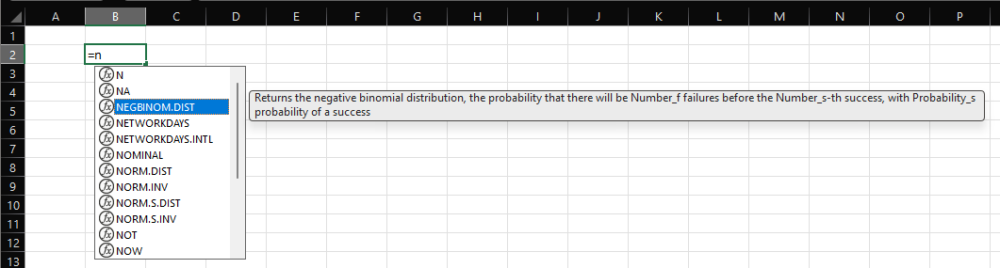 A B C D E F G H I J K L M N O P
1
2 =n
3 N
NA
4 Returns the negative binomial distribution, the probability that there will be Number_f failures before the Number_s-th success, with Probability_s
5 NEGBINOM.DIST probability of a success
6 NETWORKDAYS
7 NETWORKDAYS.INTL
NOMINAL
8 NORM.DIST
9 NORM.INV
10 NORM.S.DIST
11 NORM.S.INV
12 NOT
13 NOW